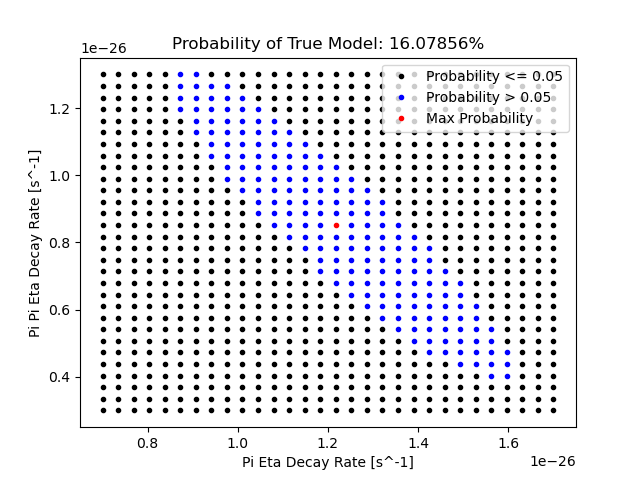 Probability of True Model: 16.07856%
1e−26
Probability <= 0.05
Probability > 0.05
Max Probability
Pi Pi Eta Decay Rate [s^-1]
1.2
1.0
0.8
0.6
0.4
0.8 1.0 1.2 1.4 1.6
Pi Eta Decay Rate [s^-1]
1e−26